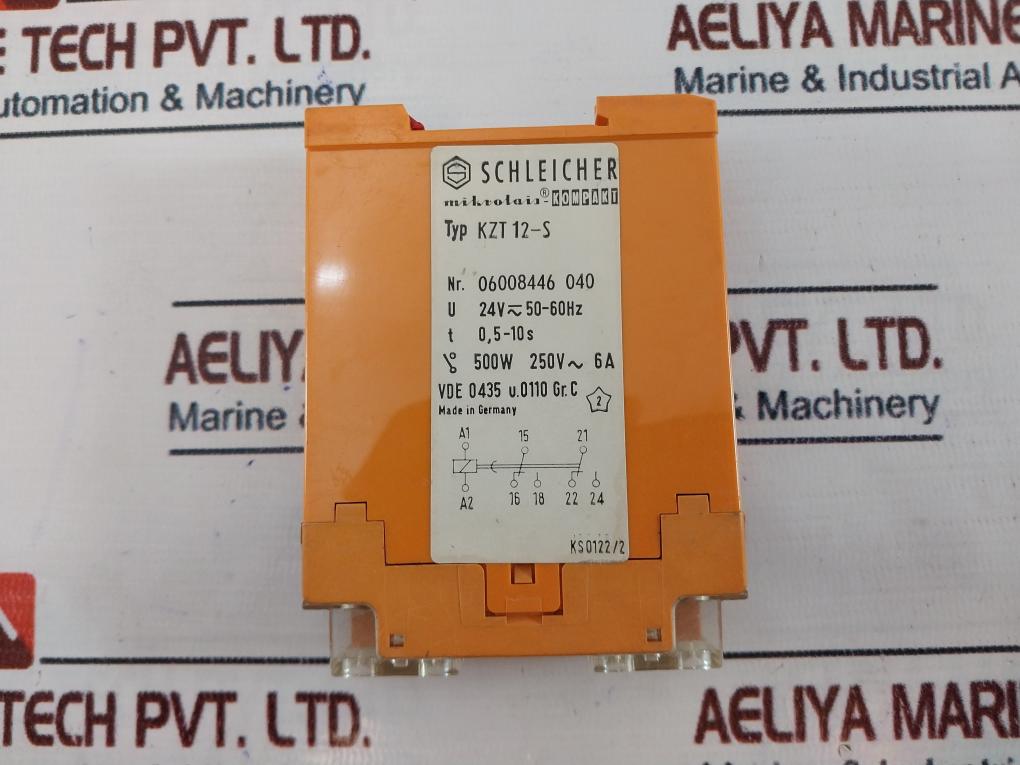 E TECH PVT. LTD.
utomation & Machinery
AELIYA MARINE
Marine & Industrial A
SCHLEICHER
mikrolais®-KOMPAKT
Typ KZT 12-S
Nr. 06008446 040
U 24V≂50-60Hz
t 0,5-10s
500W 250V~ 6A
VDE 0435 u.0110 Gr.C 2
Made in Germany
A1 15 21
A2 16 18 22 24
KS0122/2
AELIYA
PVT. LTD.
Marine &
& Machinery
TECH PVT. LTD.
AELIYA MARI